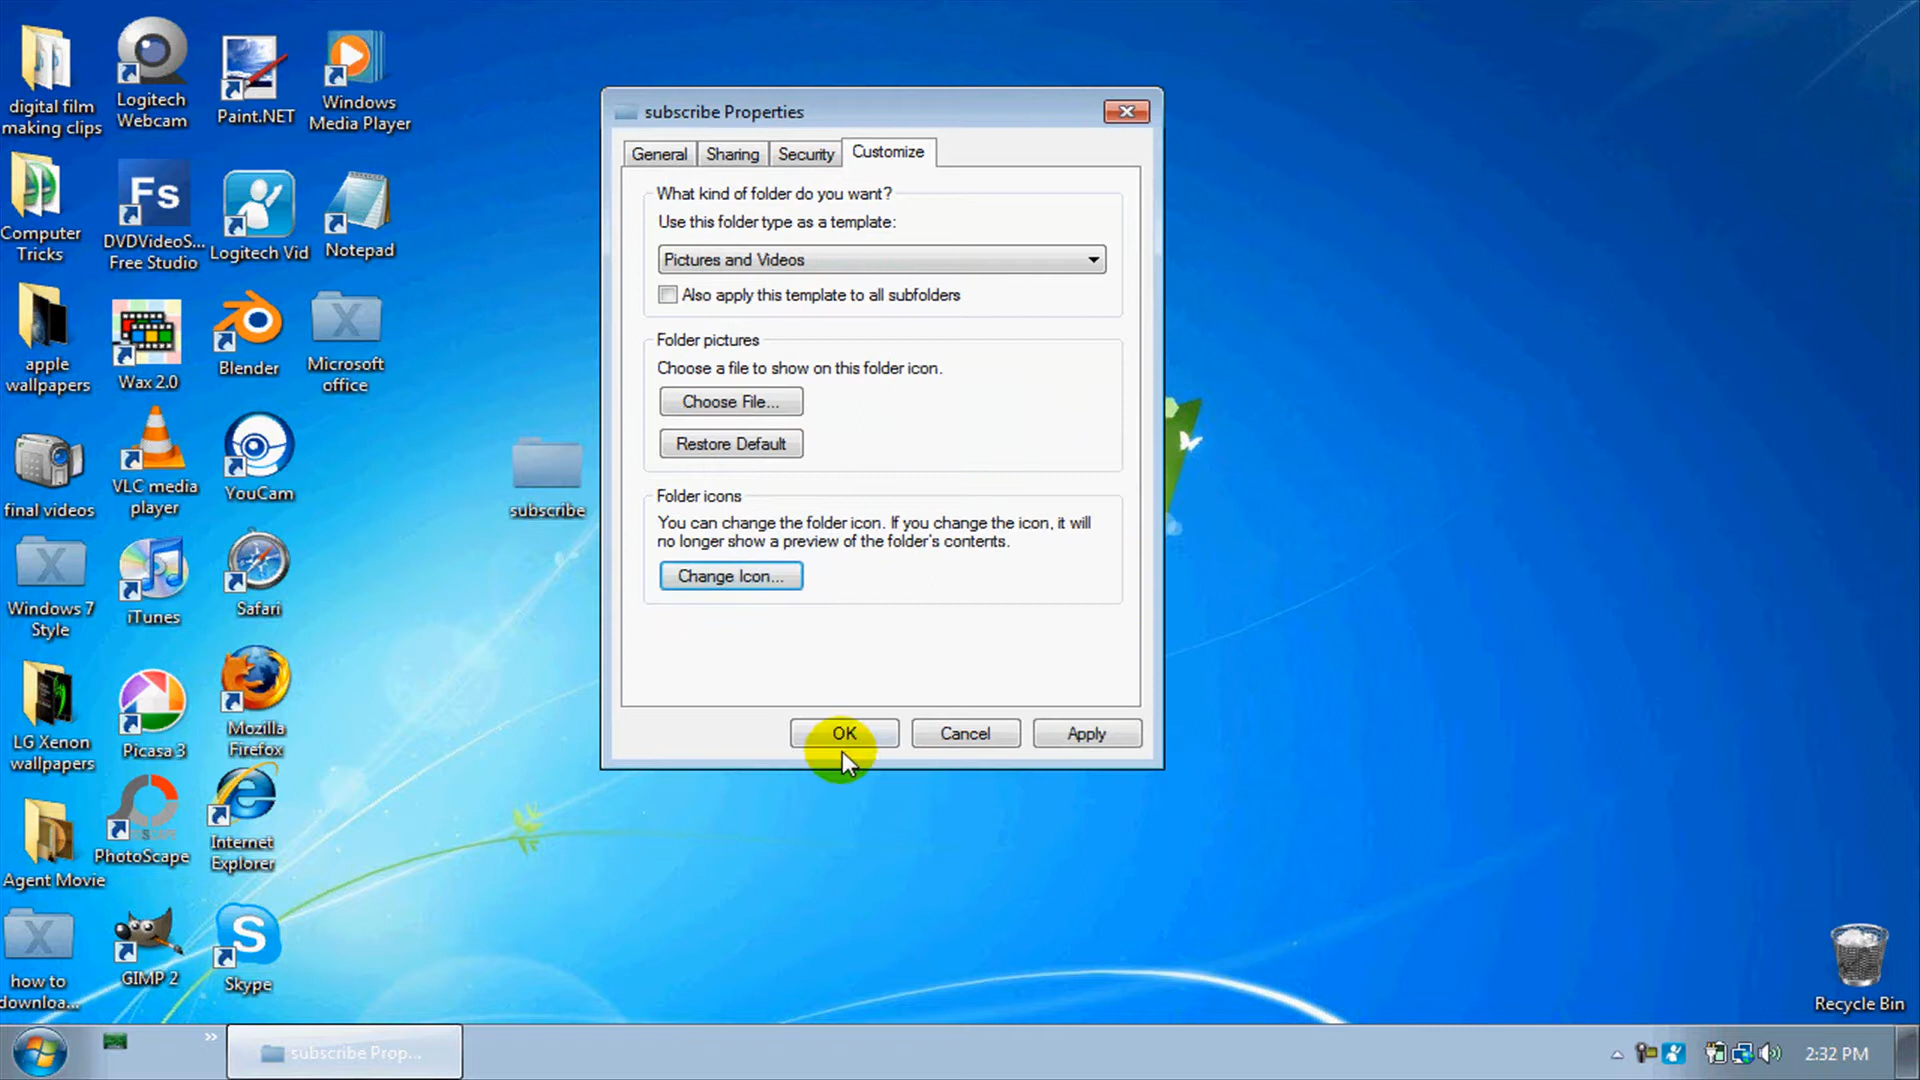 digital film
making clips
Logitech
Webcam
Paint.NET
Windows
Media Player
Computer
Tricks
Fs
DVDVideoS...
Free Studio
Logitech Vid
Notepad
apple
wallpapers
Wax 2.0
Blender
X
Microsoft
office
final videos
VLC media
player
YouCam
subscribe
X
Windows 7
Style
iTunes
Safari
LG Xenon
wallpapers
Picasa 3
Mozilla
Firefox
Agent Movie
PhotoScape
Internet
Explorer
X
how to
downloa...
GIMP 2
S
Skype
subscribe Properties
General
Sharing
Security
Customize
What kind of folder do you want?
Use this folder type as a template:
Pictures and Videos
Also apply this template to all subfolders
Folder pictures
Choose a file to show on this folder icon.
Choose File...
Restore Default
Folder icons
You can change the folder icon. If you change the icon, it will
no longer show a preview of the folder's contents.
Change Icon...
OK
Cancel
Apply
Recycle Bin
subscribe Prop...
2:32 PM